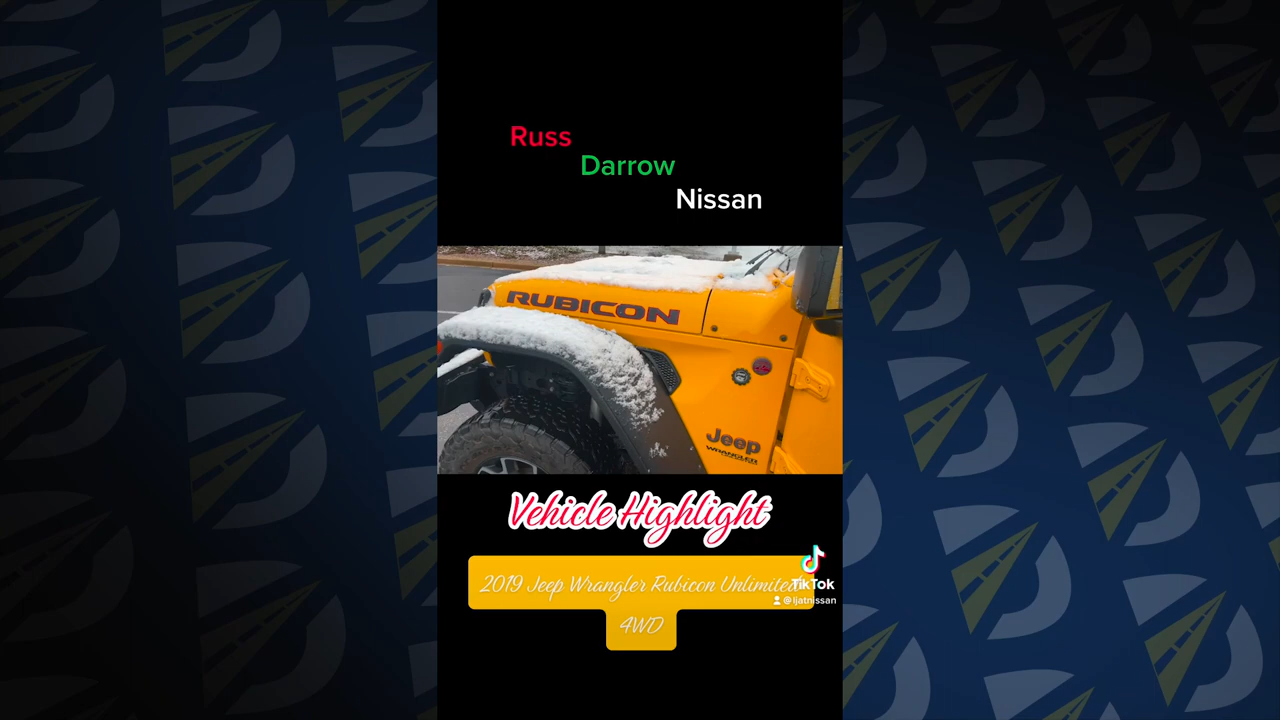 Russ
Darrow
Nissan
RUBICON
Jeep
WRANGLER
Vehicle Highlight
2019 Jeep Wrangler Rubicon Unlimited
4WD
TikTok
@ljatnissan